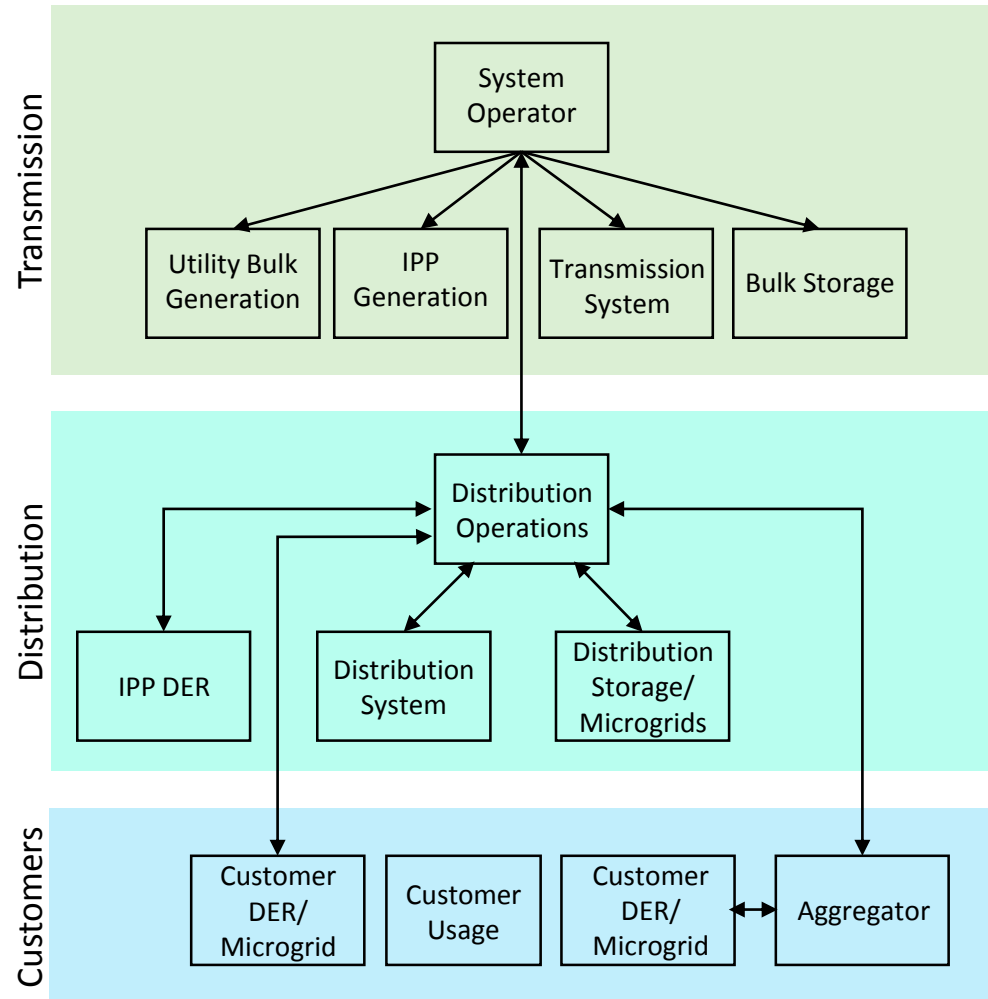 Transmission
System
Operator
Utility Bulk
Generation
IPP
Generation
Transmission
System
Bulk Storage
Distribution
Distribution
Operations
IPP DER
Distribution
System
Distribution
Storage/
Microgrids
Customers
Customer
DER/
Microgrid
Customer
Usage
Customer
DER/
Microgrid
Aggregator